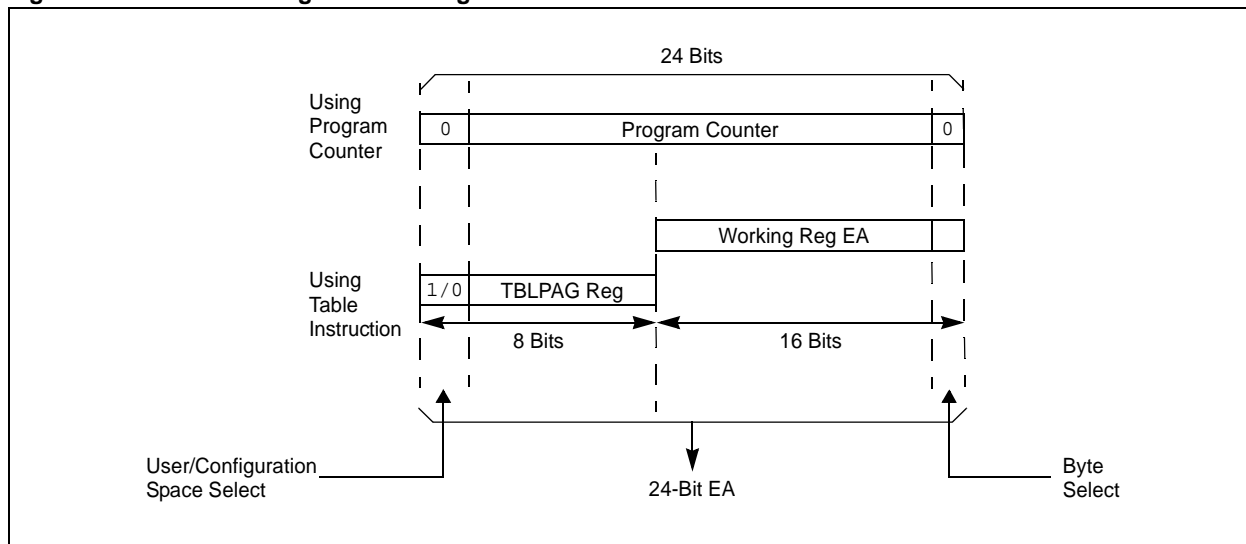 24 Bits
Using
Program
Counter
0
Program Counter
0
Working Reg EA
Using
Table
Instruction
1/0
TBLPAG Reg
8 Bits
16 Bits
User/Configuration
Space Select
24-Bit EA
Byte
Select